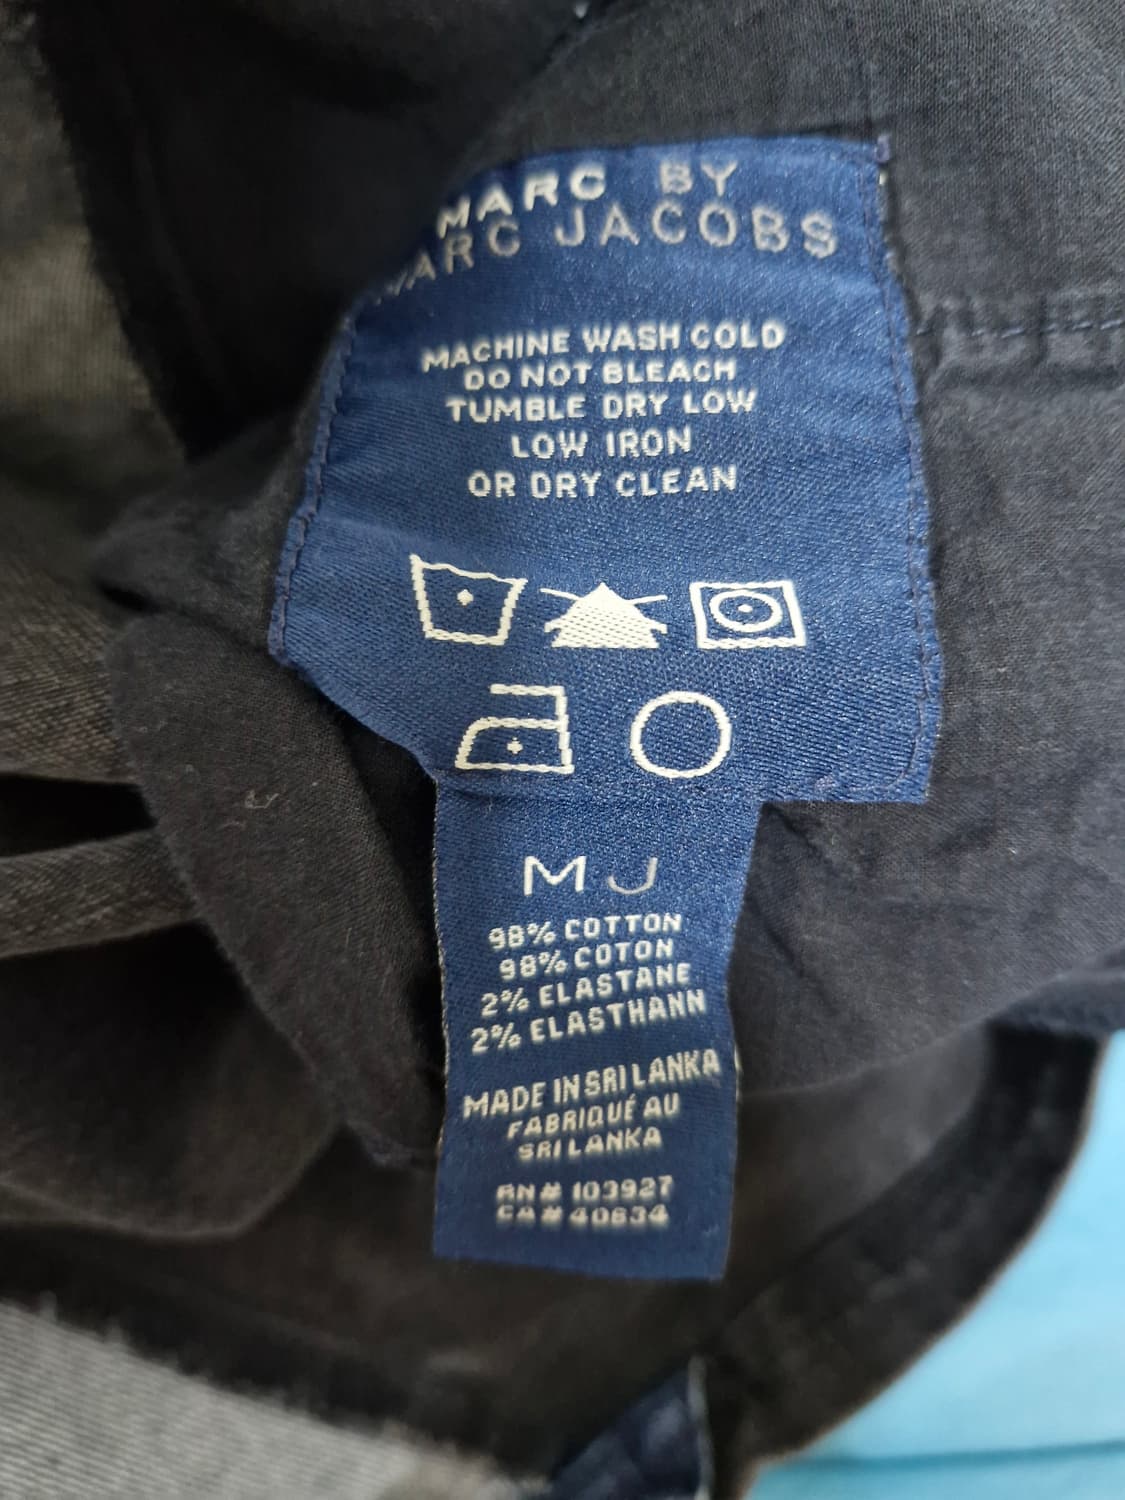 MARC BY
MARC JACOBS
MACHINE WASH COLD
DO NOT BLEACH
TUMBLE DRY LOW
LOW IRON
OR DRY CLEAN
MJ
98% COTTON
98% COTON
2% ELASTANE
2% ELASTHANN
MADE IN SRI LANKA
FABRIQUÉ AU
SRI LANKA
RN# 103927
CA# 40634